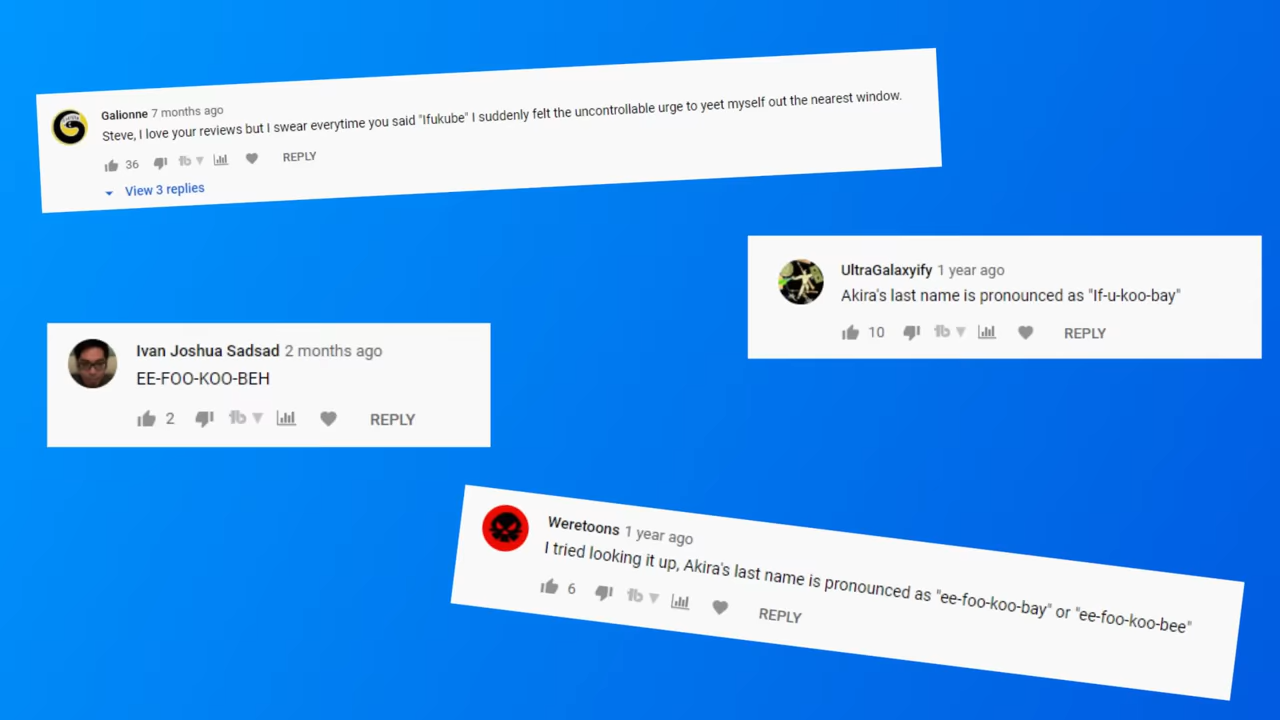 Galionne 7 months ago
Steve, I love your reviews but I swear everytime you said "Ifukube" I suddenly felt the uncontrollable urge to yeet myself out the nearest window.
36 REPLY
View 3 replies
UltraGalaxyify 1 year ago
Akira's last name is pronounced as "If-u-koo-bay"
10 REPLY
Ivan Joshua Sadsad 2 months ago
EE-FOO-KOO-BEH
2 REPLY
Weretoons 1 year ago
I tried looking it up, Akira's last name is pronounced as "ee-foo-koo-bay" or "ee-foo-koo-bee"
6 REPLY